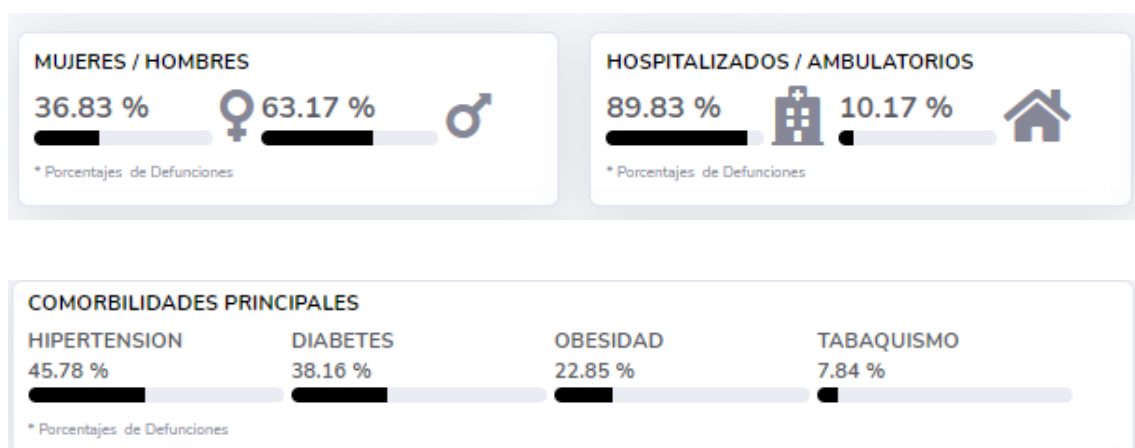 MUJERES / HOMBRES
36.83 % 63.17 %
* Porcentajes de Defunciones
HOSPITALIZADOS / AMBULATORIOS
89.83 % 10.17 %
* Porcentajes de Defunciones
COMORBILIDADES PRINCIPALES
HIPERTENSION DIABETES OBESIDAD TABAQUISMO
45.78 % 38.16 % 22.85 % 7.84 %
* Porcentajes de Defunciones